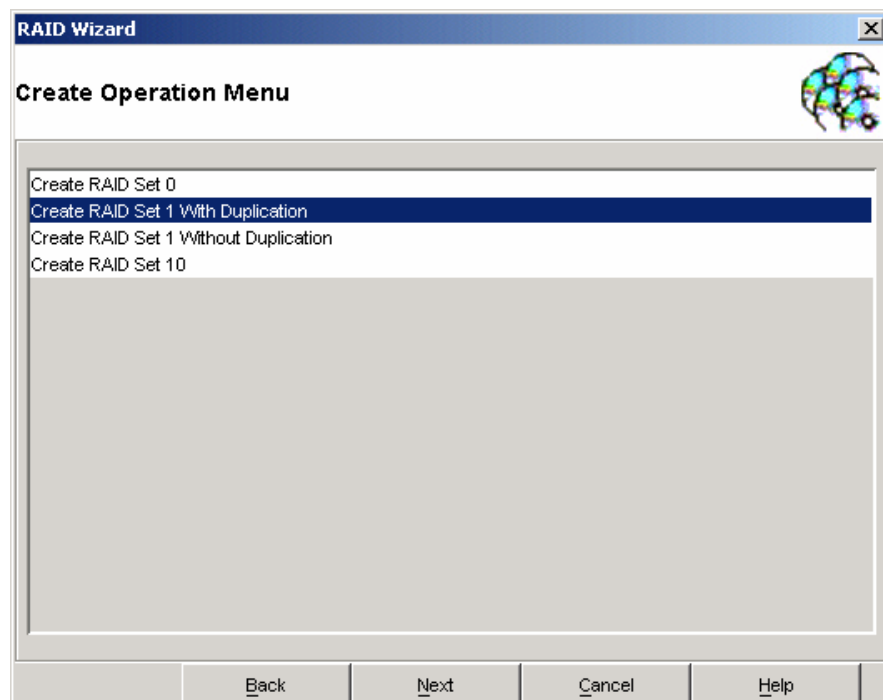 RAID Wizard
Create Operation Menu
Create RAID Set 0
Create RAID Set 1 With Duplication
Create RAID Set 1 Without Duplication
Create RAID Set 10
Back Next Cancel Help